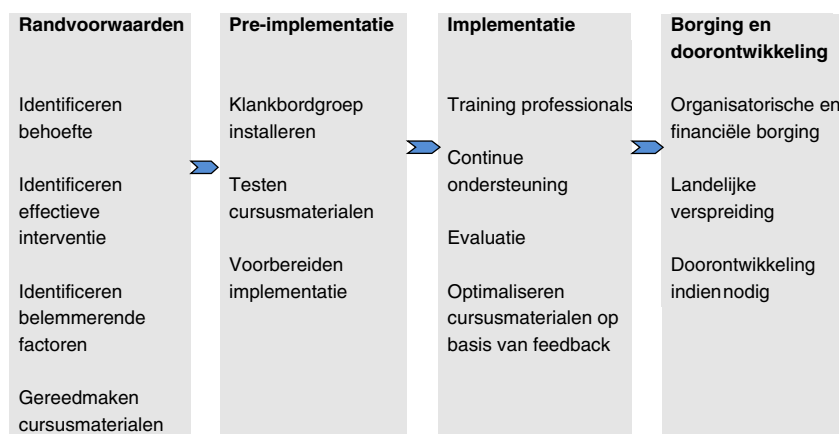 Randvoorwaarden
Identificeren
behoefte
Identificeren
effectieve
interventie
Identificeren
belemmerende
factoren
Gereedmaken
cursusmaterialen
Pre-implementatie
Klankbordgroep
installeren
Testen
cursusmaterialen
Voorbereiden
implementatie
Implementatie
Training professionals
Continue
ondersteuning
Evaluatie
Optimaliseren
cursusmaterialen op
basis van feedback
Borging en
doorontwikkeling
Organisatorische en
financiële borging
Landelijke
verspreiding
Doorontwikkeling
indien nodig